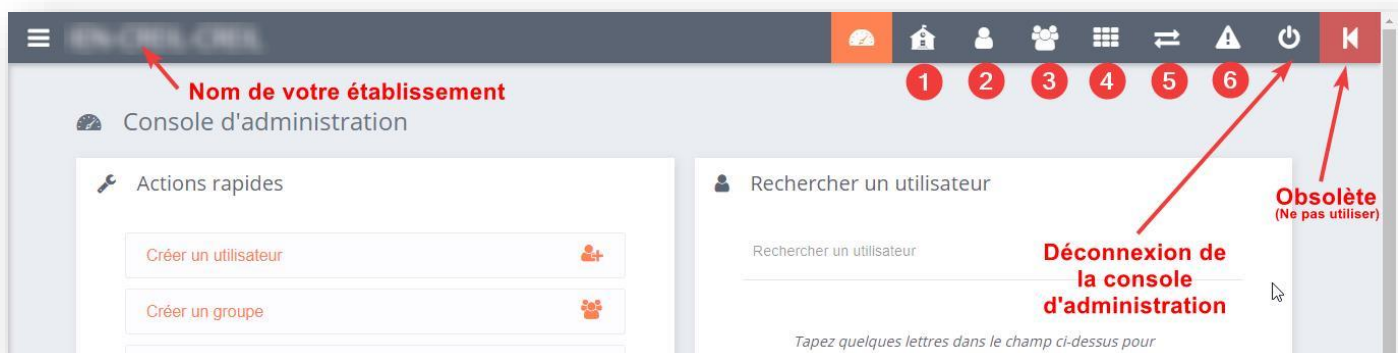 Nom de votre établissement
1 2 3 4 5 6
Console d'administration
Actions rapides
Rechercher un utilisateur
Obsolète
(Ne pas utiliser)
Créer un utilisateur
Rechercher un utilisateur
Déconnexion de
la console
d'administration
Créer un groupe
Tapez quelques lettres dans le champ ci-dessus pour